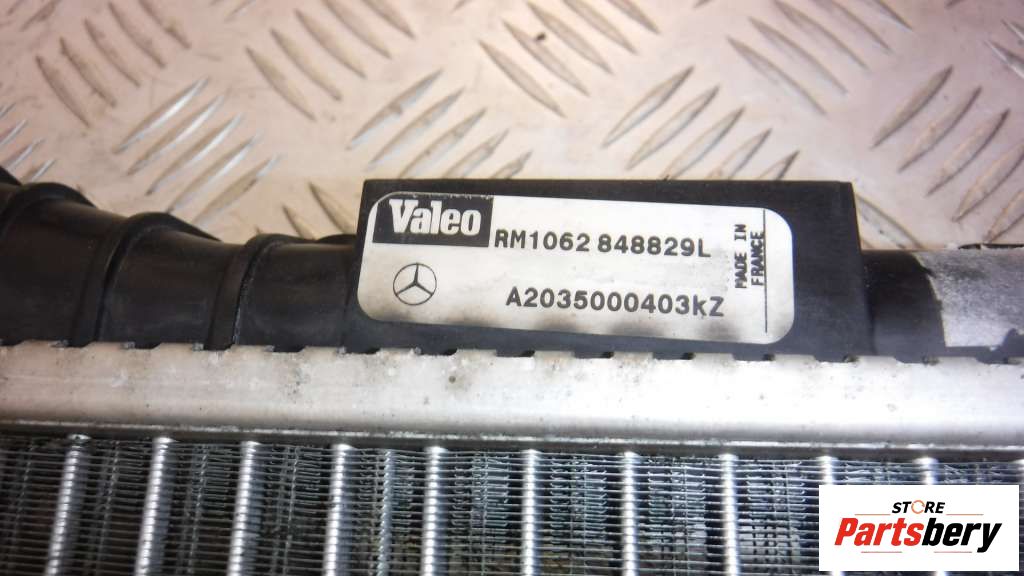 Valeo
RM1062 848829L
A2035000403KZ
MADE IN
FRANCE
STORE
Partsbery